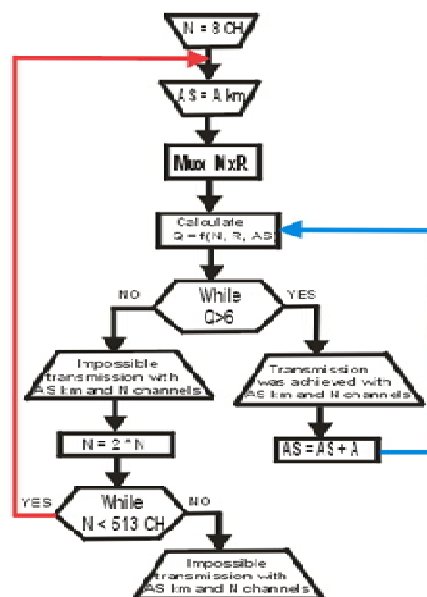 N = 8 CH
AS = A km
Mux NxR
Calculate
Q = f(N, R, AS)
NO
While
Q>6
YES
Impossible
transmission with
AS km and N channels
Transmission
was achieved with
AS km and N channels
N = 2 * N
AS = AS + A
YES
While
N < 513 CH
NO
Impossible
transmission with
AS km and N channels